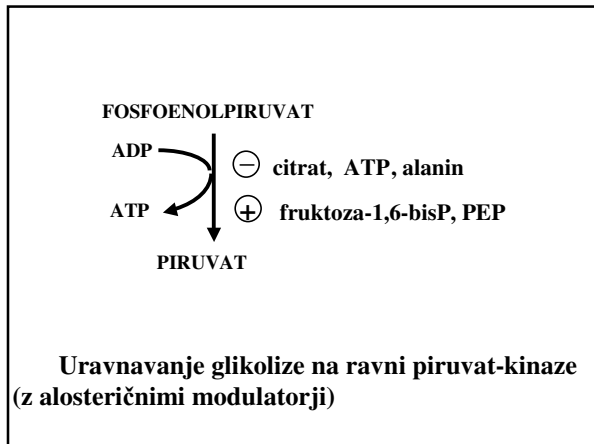 FOSFOENOLPIRUVAT
ADP
− citrat, ATP, alanin
ATP
+ fruktoza-1,6-bisP, PEP
PIRUVAT
Uravnavanje glikolize na ravni piruvat-kinaze
(z alosteričnimi modulatorji)